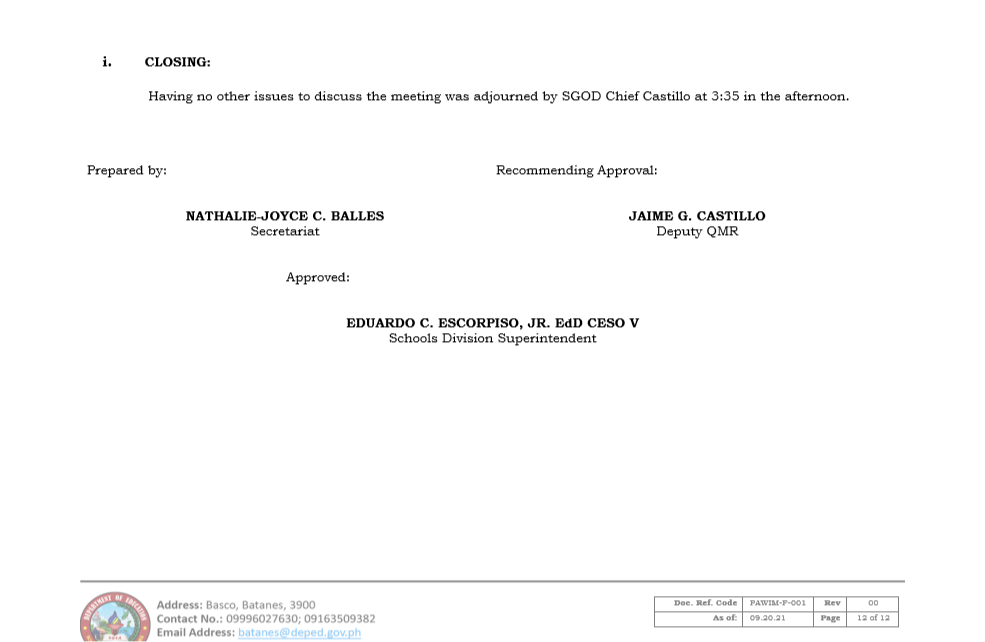 i. CLOSING:
Having no other issues to discuss the meeting was adjourned by SGOD Chief Castillo at 3:35 in the afternoon.
Prepared by:
Recommending Approval:
NATHALIE-JOYCE C. BALLES
Secretariat
JAIME G. CASTILLO
Deputy QMR
Approved:
EDUARDO C. ESCORPISO, JR. EdD CESO V
Schools Division Superintendent
DEPARTMENT OF EDUCATION
Address: Basco, Batanes, 3900
Contact No.: 09996027630; 09163509382
Email Address: batanes@deped.gov.ph
Doc. Ref. Code PAWIM-F-001 Rev 00
As of: 09.20.21 Page 12 of 12